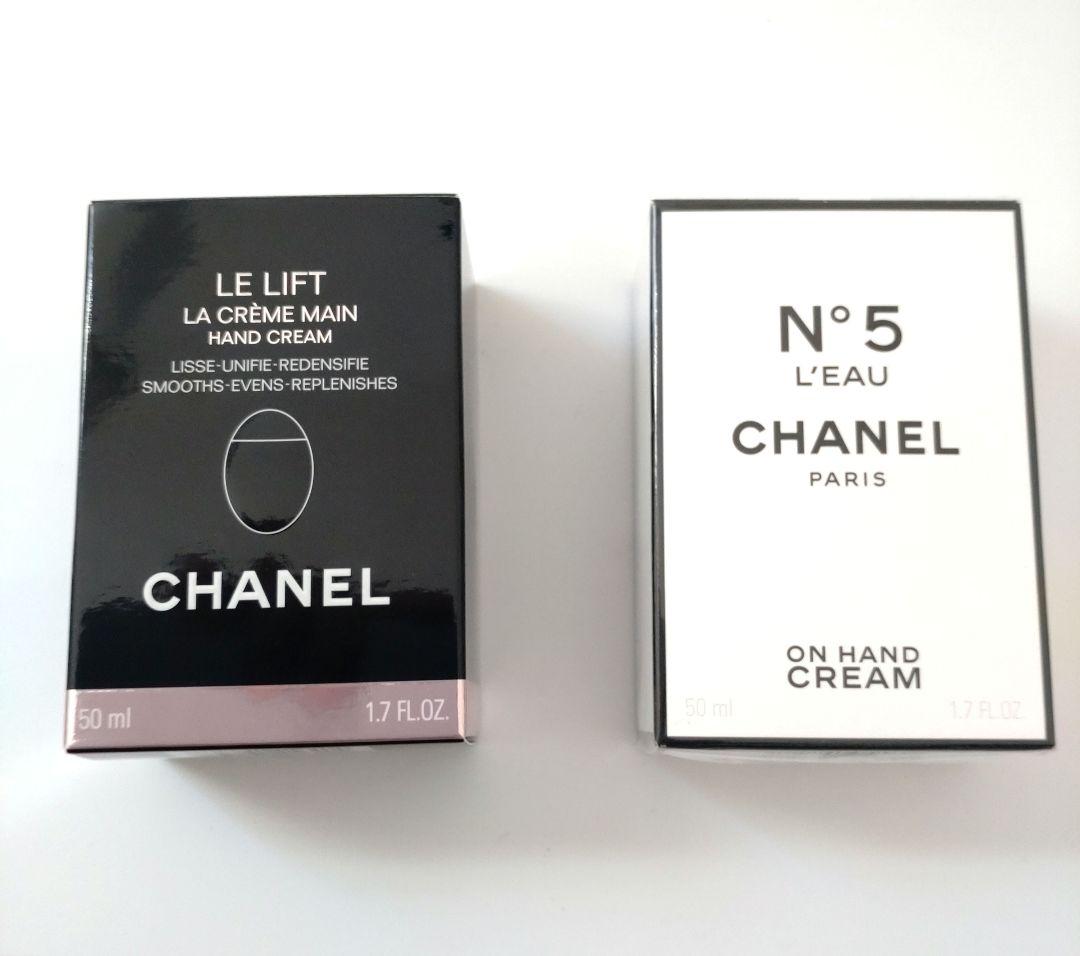 LE LIFT
LA CRÈME MAIN
HAND CREAM
LISSE-UNIFIE-REDENSIFIE
SMOOTHS-EVENS-REPLENISHES
CHANEL
50 ml
1.7 FL.OZ.
N°5
L'EAU
CHANEL
PARIS
ON HAND
CREAM
50 ml
1.7 FL.OZ.